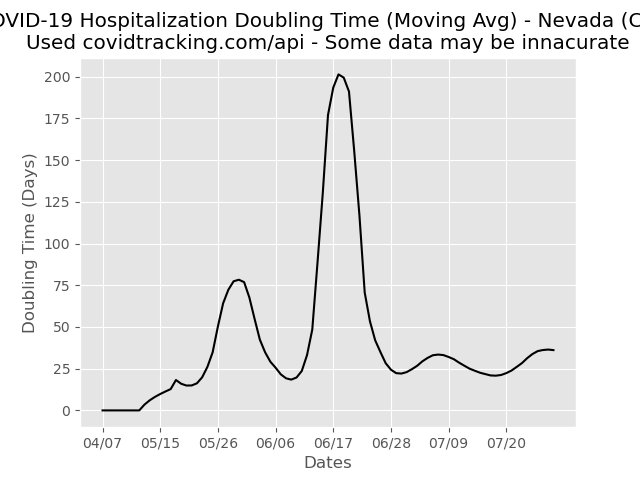 OVID-19 Hospitalization Doubling Time (Moving Avg) - Nevada (C
Used covidtracking.com/api - Some data may be innacurate
200
175
150
125
100
75
50
25
0
Doubling Time (Days)
04/07 05/15 05/26 06/06 06/17 06/28 07/09 07/20
Dates